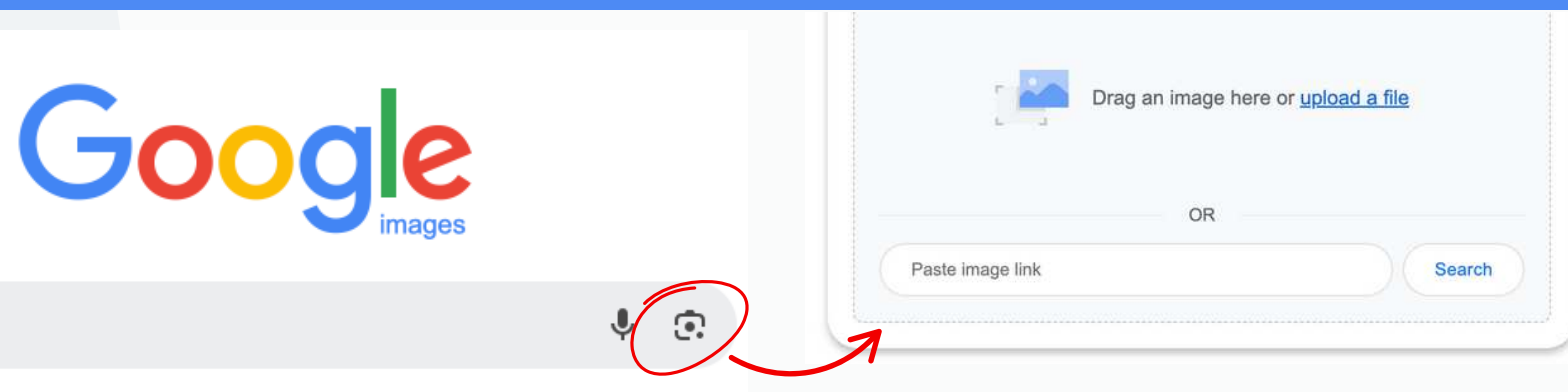 Google
images
Drag an image here or upload a file
OR
Paste image link
Search